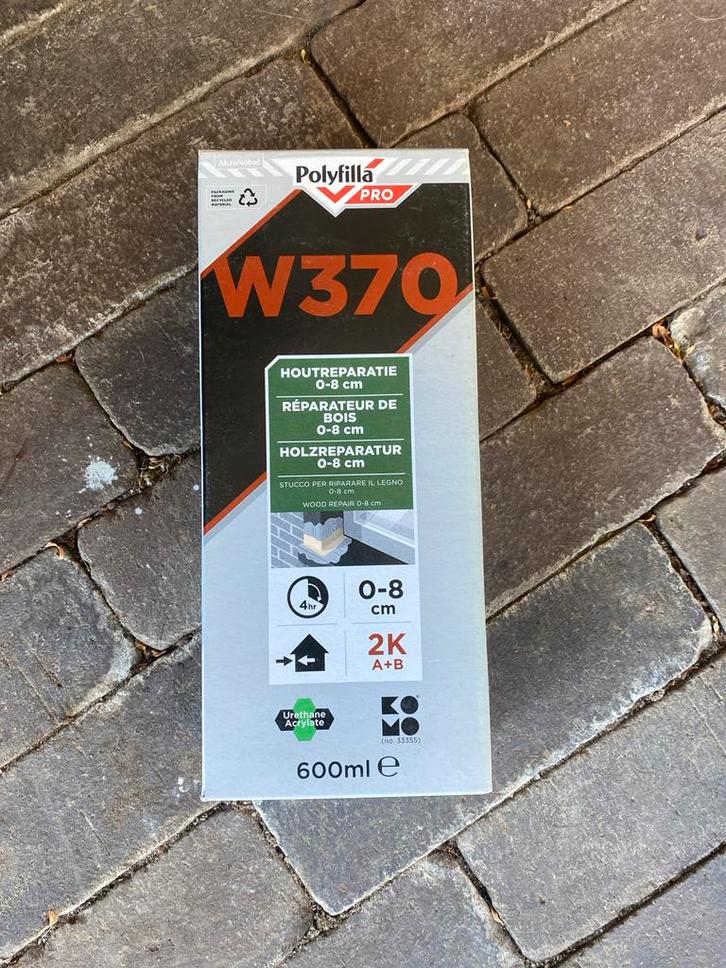 AkzoNobel
Polyfilla
PRO
PACKAGING
FROM
RECYCLED
MATERIAL
W370
HOUTREPARATIE
0-8 cm
RÉPARATEUR DE
BOIS
0-8 cm
HOLZREPARATUR
0-8 cm
STUCCO PER RIPARARE IL LEGNO
0-8 cm
WOOD REPAIR 0-8 cm
4hr
0-8
cm
2K
A+B
Urethane
Acrylate
KOMO®
(no. 33355)
600ml ℮